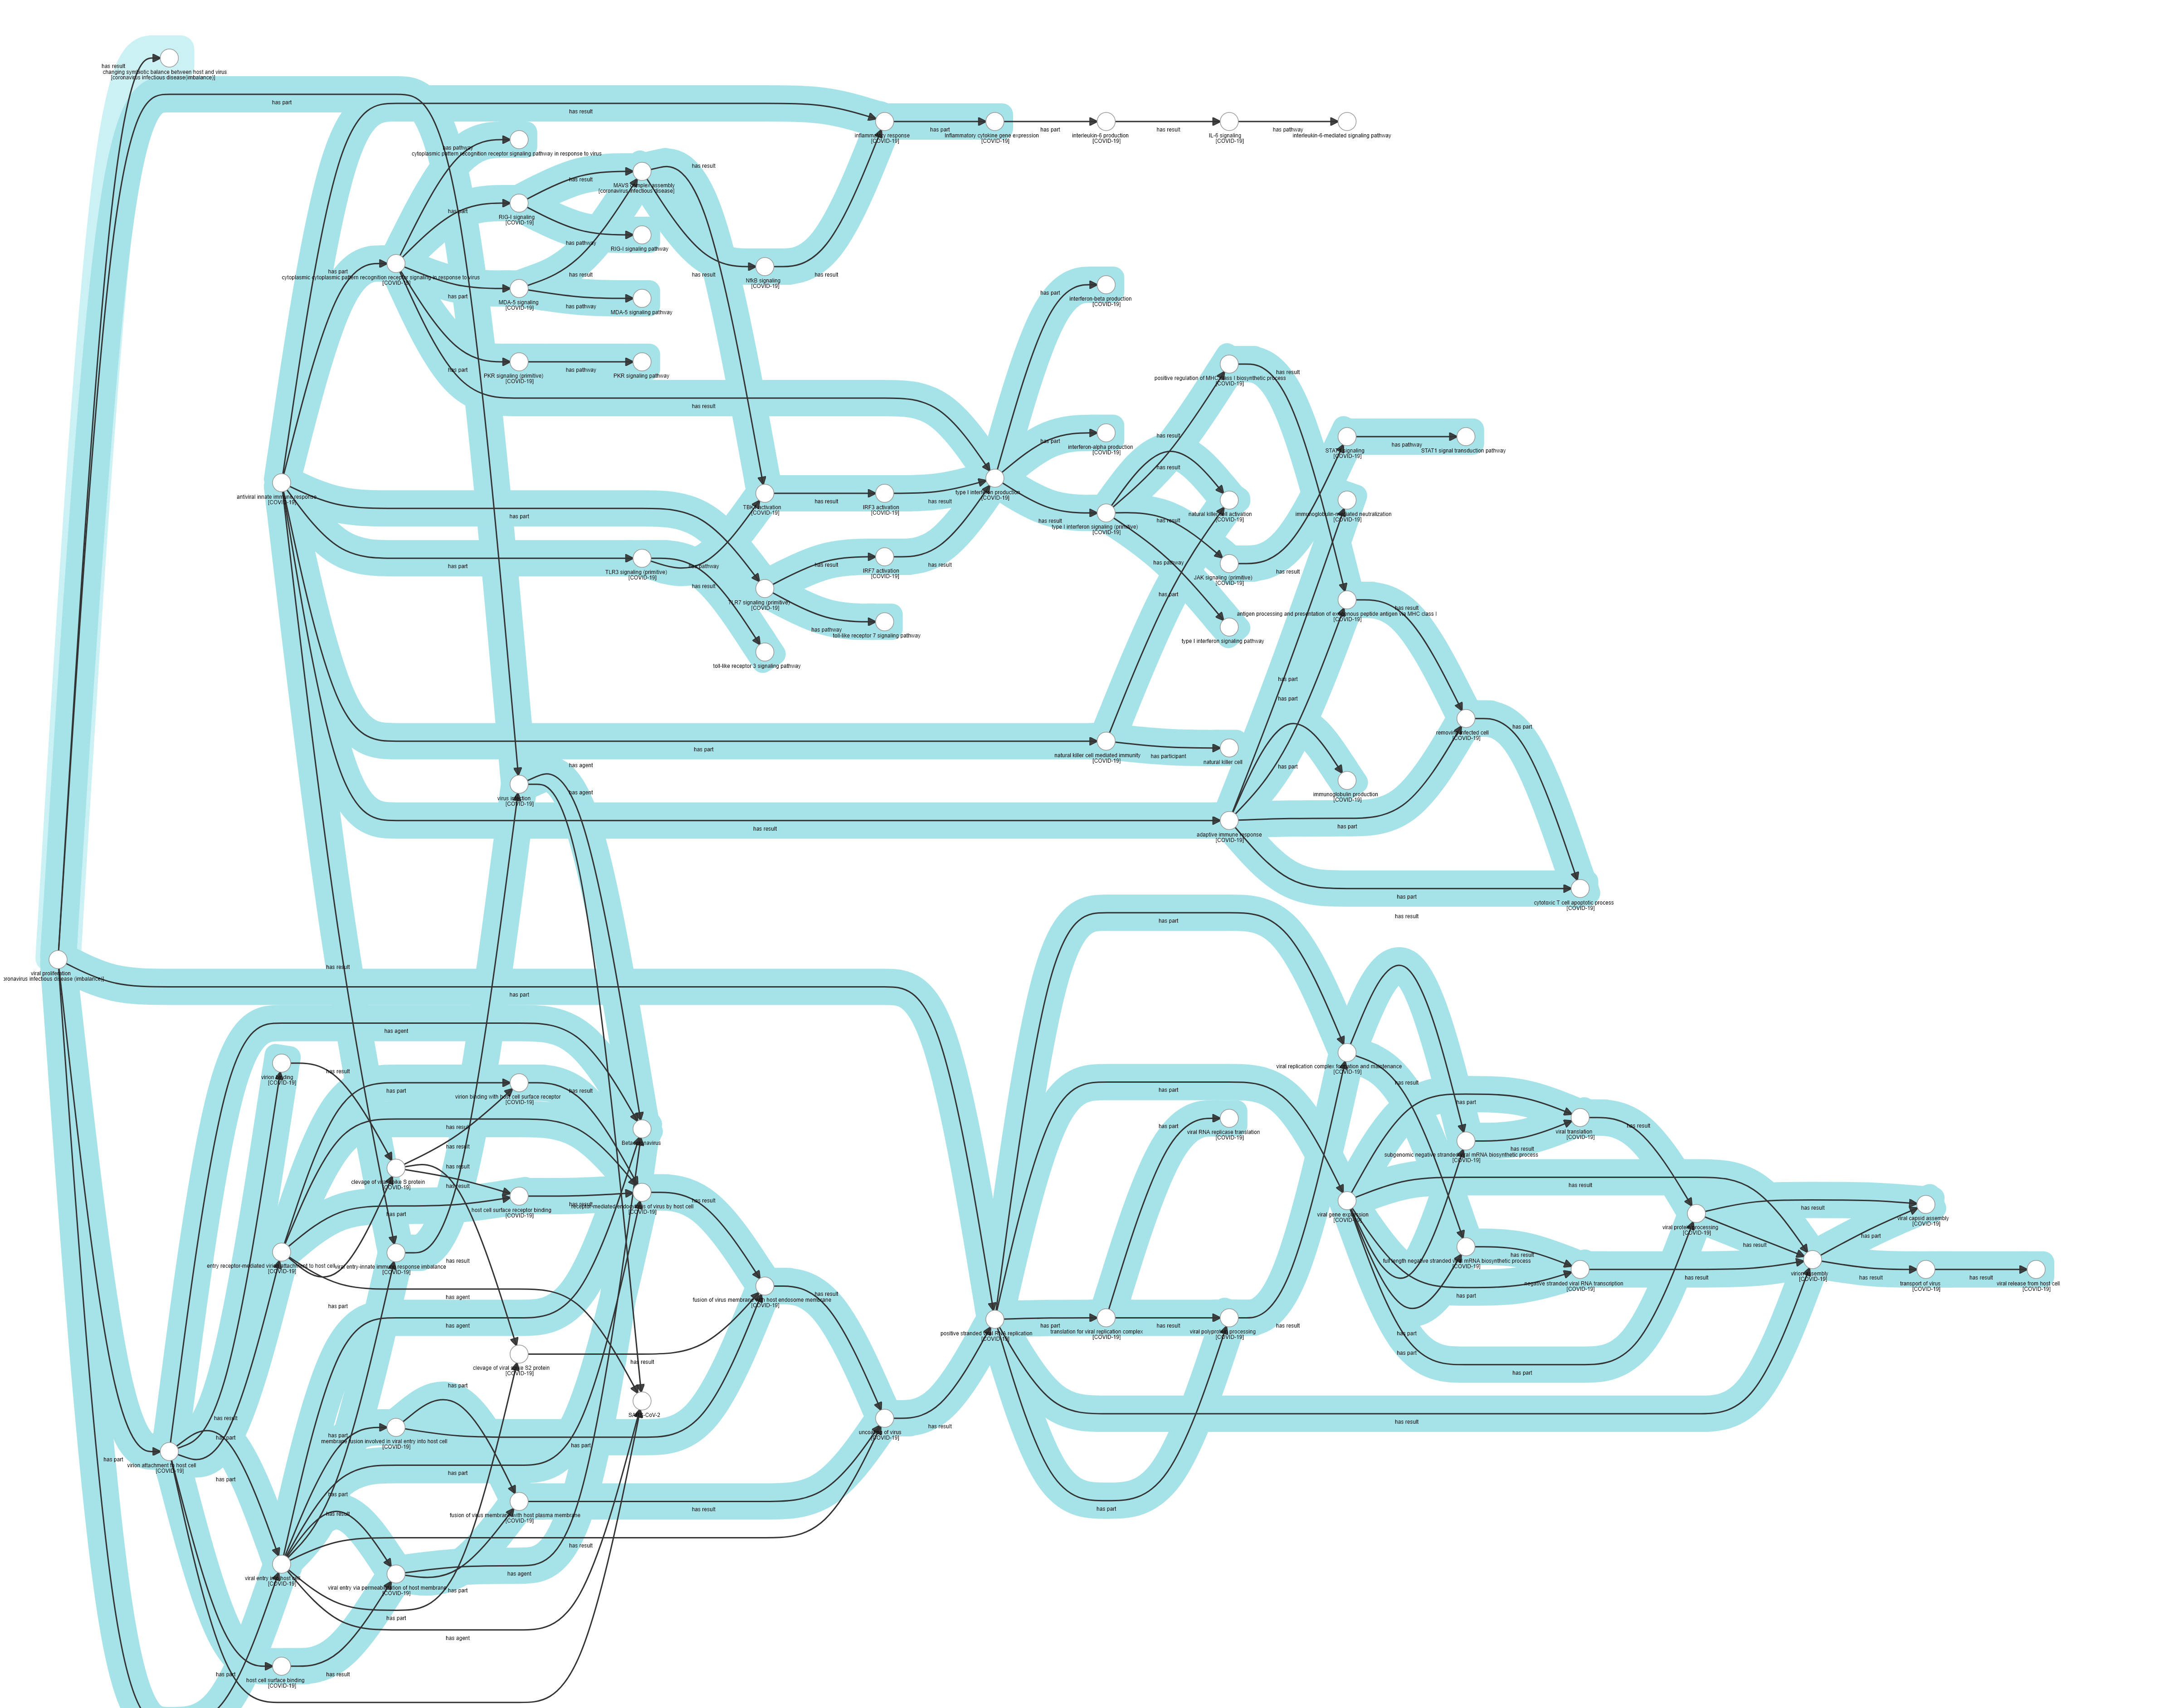 has result
changing symbiotic balance between host and virus
[coronavirus infectious disease(imbalance)]
has part
has result
inflammatory response
[COVID-19]
has part
Inflammatory cytokine gene expression
[COVID-19]
has part
interleukin-6 production
[COVID-19]
has result
IL-6 signaling
[COVID-19]
has pathway
interleukin-6-mediated signaling pathway
has pathway
cytoplasmic pattern recognition receptor signaling pathway in response to virus
has result
has result
MAVS complex assembly
[coronavirus infectious disease]
has part
RIG-I signaling
[COVID-19]
has pathway
RIG-I signaling pathway
has part
cytoplasmic pattern recognition receptor signaling in response to virus
[COVID-19]
has result
has result
NfkB signaling
[COVID-19]
has result
has part
MDA-5 signaling
[COVID-19]
has pathway
MDA-5 signaling pathway
has part
interferon-beta production
[COVID-19]
has part
PKR signaling (primitive)
[COVID-19]
has pathway
PKR signaling pathway
has result
positive regulation of MHC class I biosynthetic process
[COVID-19]
has result
has result
has part
interferon-alpha production
[COVID-19]
has result
STAT1 signaling
[COVID-19]
has pathway
STAT1 signal transduction pathway
antiviral innate immune response
[COVID-19]
has part
TBK1 activation
[COVID-19]
has result
IRF3 activation
[COVID-19]
has result
type I interferon production
[COVID-19]
has result
type I interferon signaling (primitive)
[COVID-19]
has result
natural killer cell activation
[COVID-19]
immunoglobulin-mediated neutralization
[COVID-19]
has part
TLR3 signaling (primitive)
[COVID-19]
has pathway
has result
has result
IRF7 activation
[COVID-19]
has result
has pathway
JAK signaling (primitive)
[COVID-19]
has result
TLR7 signaling (primitive)
[COVID-19]
has pathway
toll-like receptor 7 signaling pathway
has part
has result
antigen processing and presentation of exogenous peptide antigen via MHC class I
[COVID-19]
type I interferon signaling pathway
toll-like receptor 3 signaling pathway
has part
has part
has part
natural killer cell mediated immunity
[COVID-19]
has participant
natural killer cell
has part
removing infected cell
[COVID-19]
has part
immunoglobulin production
[COVID-19]
has agent
has agent
virus
[COVID-19]
has result
adaptive immune response
[COVID-19]
has part
has part
cytotoxic T cell apoptotic process
[COVID-19]
has result
has part
viral proliferation
[coronavirus infectious disease (imbalance)]
has result
has part
has agent
virion binding
[COVID-19]
has result
has part
virion binding with host cell surface receptor
[COVID-19]
has result
has part
viral replication complex formation and maintenance
[COVID-19]
has result
has part
has part
viral RNA replicase translation
[COVID-19]
viral translation
[COVID-19]
has result
has result
Betacoronavirus
has result
subgenomic negative stranded viral mRNA biosynthetic process
[COVID-19]
has result
clevage of viral spike S protein
[COVID-19]
has result
has result
has part
host cell surface receptor binding
[COVID-19]
has result
receptor-mediated endocytosis of virus by host cell
[COVID-19]
has result
viral gene expression
[COVID-19]
has result
viral protein processing
[COVID-19]
has result
viral capsid assembly
[COVID-19]
entry receptor-mediated virion attachment to host cell
[COVID-19]
viral entry-innate immune response imbalance
[COVID-19]
has result
full length negative stranded viral mRNA biosynthetic process
[COVID-19]
has result
has result
has part
virion assembly
[COVID-19]
has result
transport of virus
[COVID-19]
has result
viral release from host cell
[COVID-19]
has agent
has part
has agent
fusion of virus membrane with host endosome membrane
[COVID-19]
has result
negative stranded viral RNA transcription
[COVID-19]
has result
has part
positive stranded viral RNA replication
[COVID-19]
has part
translation for viral replication complex
[COVID-19]
has result
viral polyprotein processing
[COVID-19]
has result
has part
has part
has part
clevage of viral spike S2 protein
[COVID-19]
has result
has part
SARS-CoV-2
has result
has part
has part
membrane fusion involved in viral entry into host cell
[COVID-19]
has part
uncoating of virus
[COVID-19]
has result
has result
has part
virion attachment to host cell
[COVID-19]
has part
has part
has part
has result
fusion of virus membrane with host plasma membrane
[COVID-19]
has result
has part
has result
viral entry into host cell
[COVID-19]
viral entry via permeabilization of host membrane
[COVID-19]
has agent
has part
has part
has agent
has part
host cell surface binding
[COVID-19]
has result